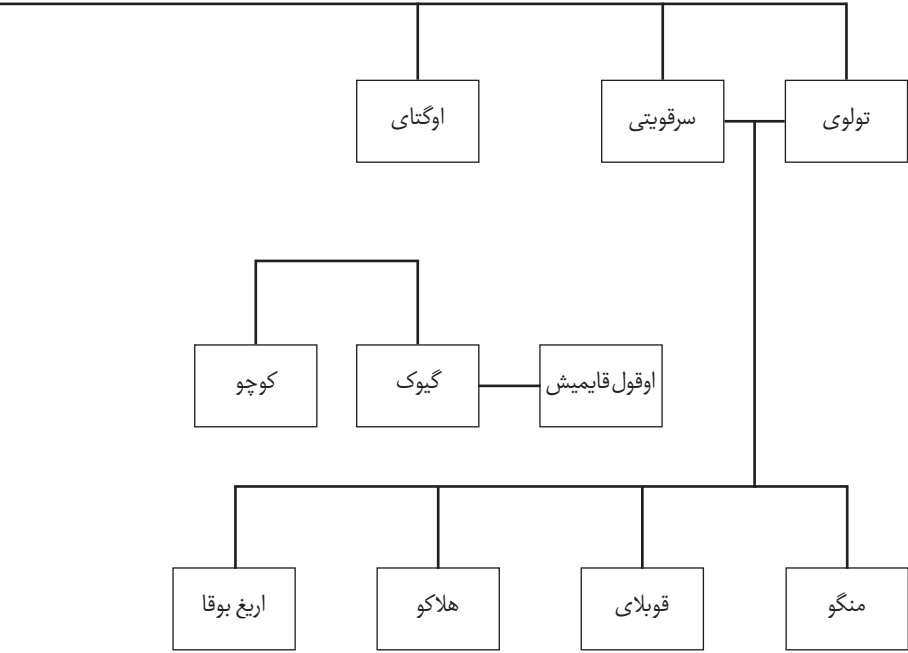 تولوی
سرقویتی
اوگتای
اوقول قایمیش
گیوک
کوچو
منگو
قوبلای
هلاکو
اریغ بوقا